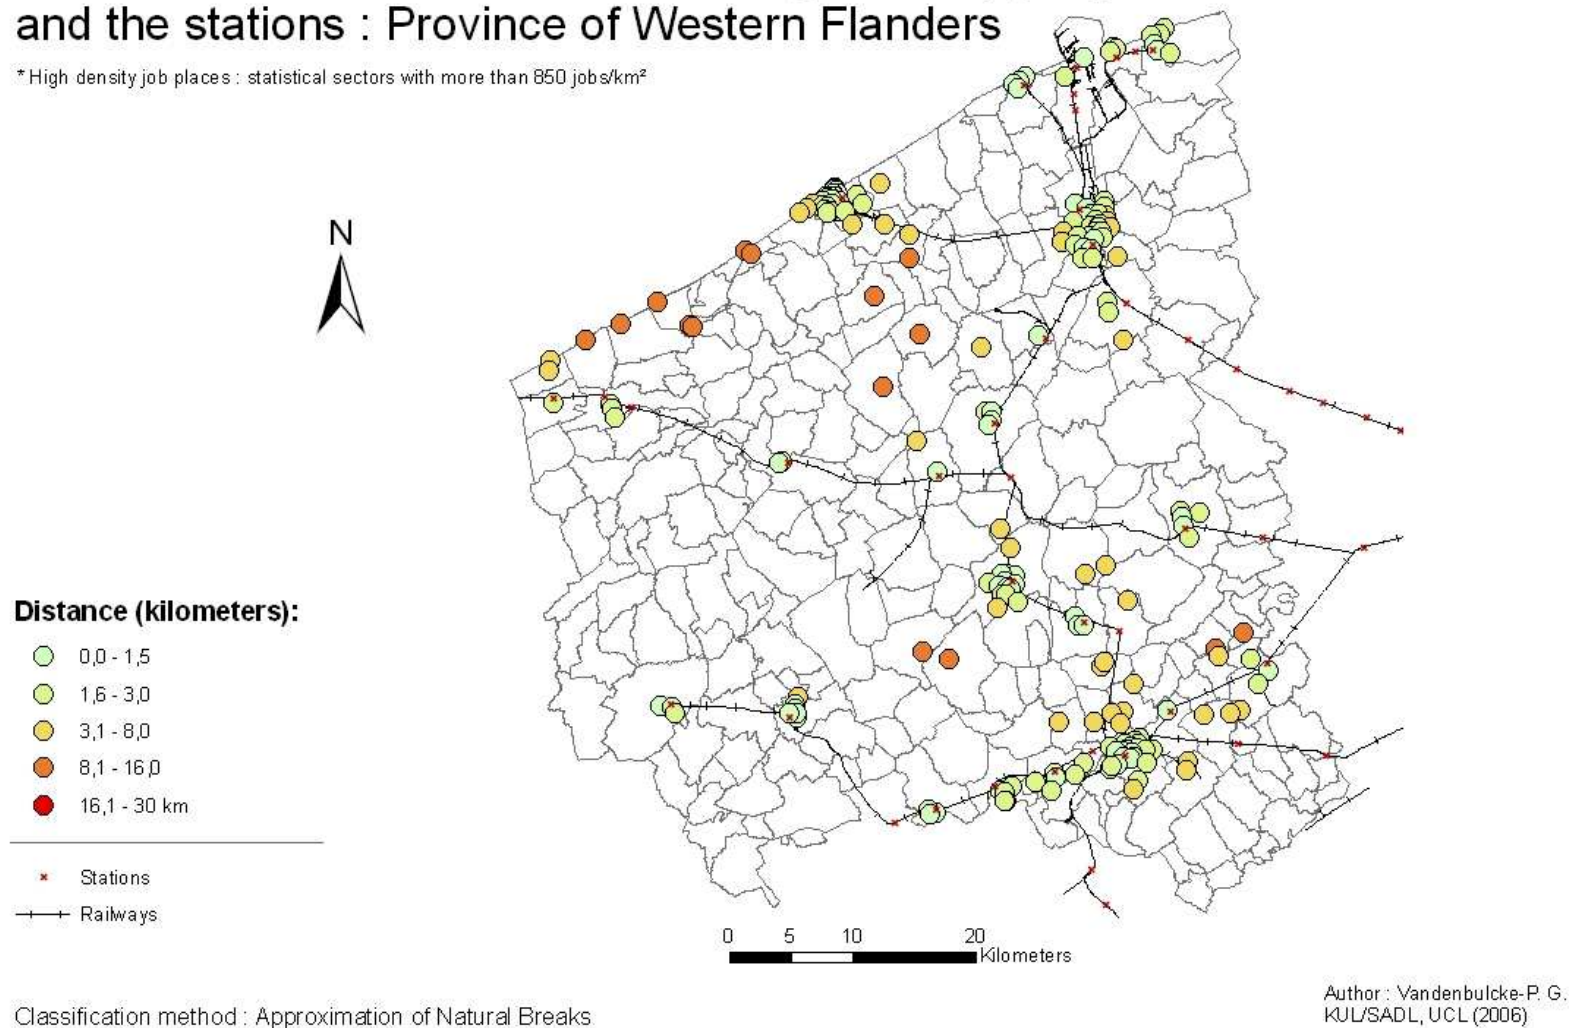 and the stations : Province of Western Flanders
* High density job places : statistical sectors with more than 850 jobs/km²
N
Distance (kilometers):
0,0 - 1,5
1,6 - 3,0
3,1 - 8,0
8,1 - 16,0
16,1 - 30 km
Stations
Railways
0 5 10 20
Kilometers
Classification method : Approximation of Natural Breaks
Author : Vandenbulcke-P. G.
KUL/SADL, UCL (2006)